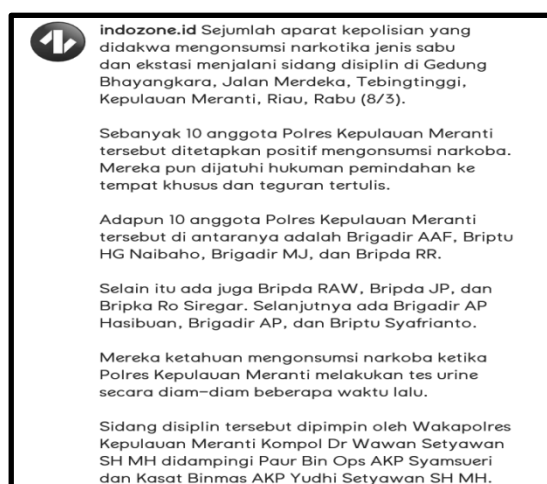 indozone.id Sejumlah aparat kepolisian yang
didakwa mengonsumsi narkotika jenis sabu
dan ekstasi menjalani sidang disiplin di Gedung
Bhayangkara, Jalan Merdeka, Tebingtinggi,
Kepulauan Meranti, Riau, Rabu (8/3).
Sebanyak 10 anggota Polres Kepulauan Meranti
tersebut ditetapkan positif mengonsumsi narkoba.
Mereka pun dijatuhi hukuman pemindahan ke
tempat khusus dan teguran tertulis.
Adapun 10 anggota Polres Kepulauan Meranti
tersebut di antaranya adalah Brigadir AAF, Briptu
HG Naibaho, Brigadir MJ, dan Bripda RR.
Selain itu ada juga Bripda RAW, Bripda JP, dan
Bripka Ro Siregar. Selanjutnya ada Brigadir AP
Hasibuan, Brigadir AP, dan Briptu Syafrianto.
Mereka ketahuan mengonsumsi narkoba ketika
Polres Kepulauan Meranti melakukan tes urine
secara diam-diam beberapa waktu lalu.
Sidang disiplin tersebut dipimpin oleh Wakapolres
Kepulauan Meranti Kompol Dr Wawan Setyawan
SH MH didampingi Paur Bin Ops AKP Syamsueri
dan Kasat Binmas AKP Yudhi Setyawan SH MH.